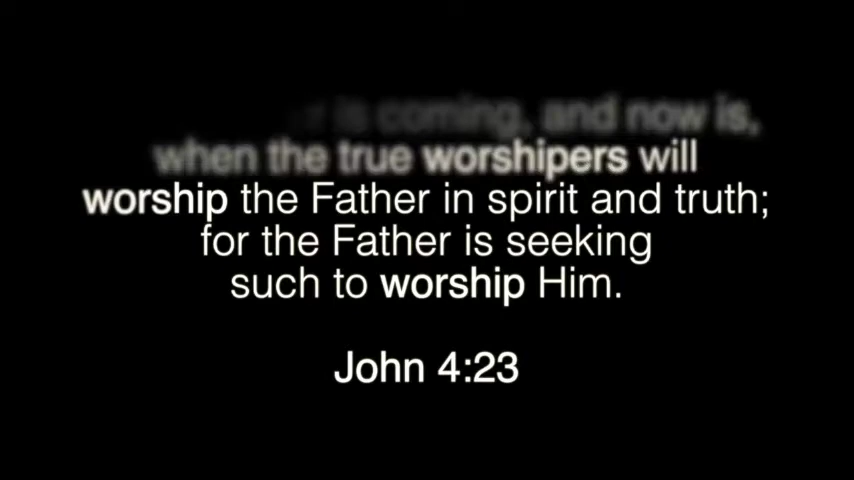 is coming, and now is,
when the true worshipers will
worship the Father in spirit and truth;
for the Father is seeking
such to worship Him.
John 4:23